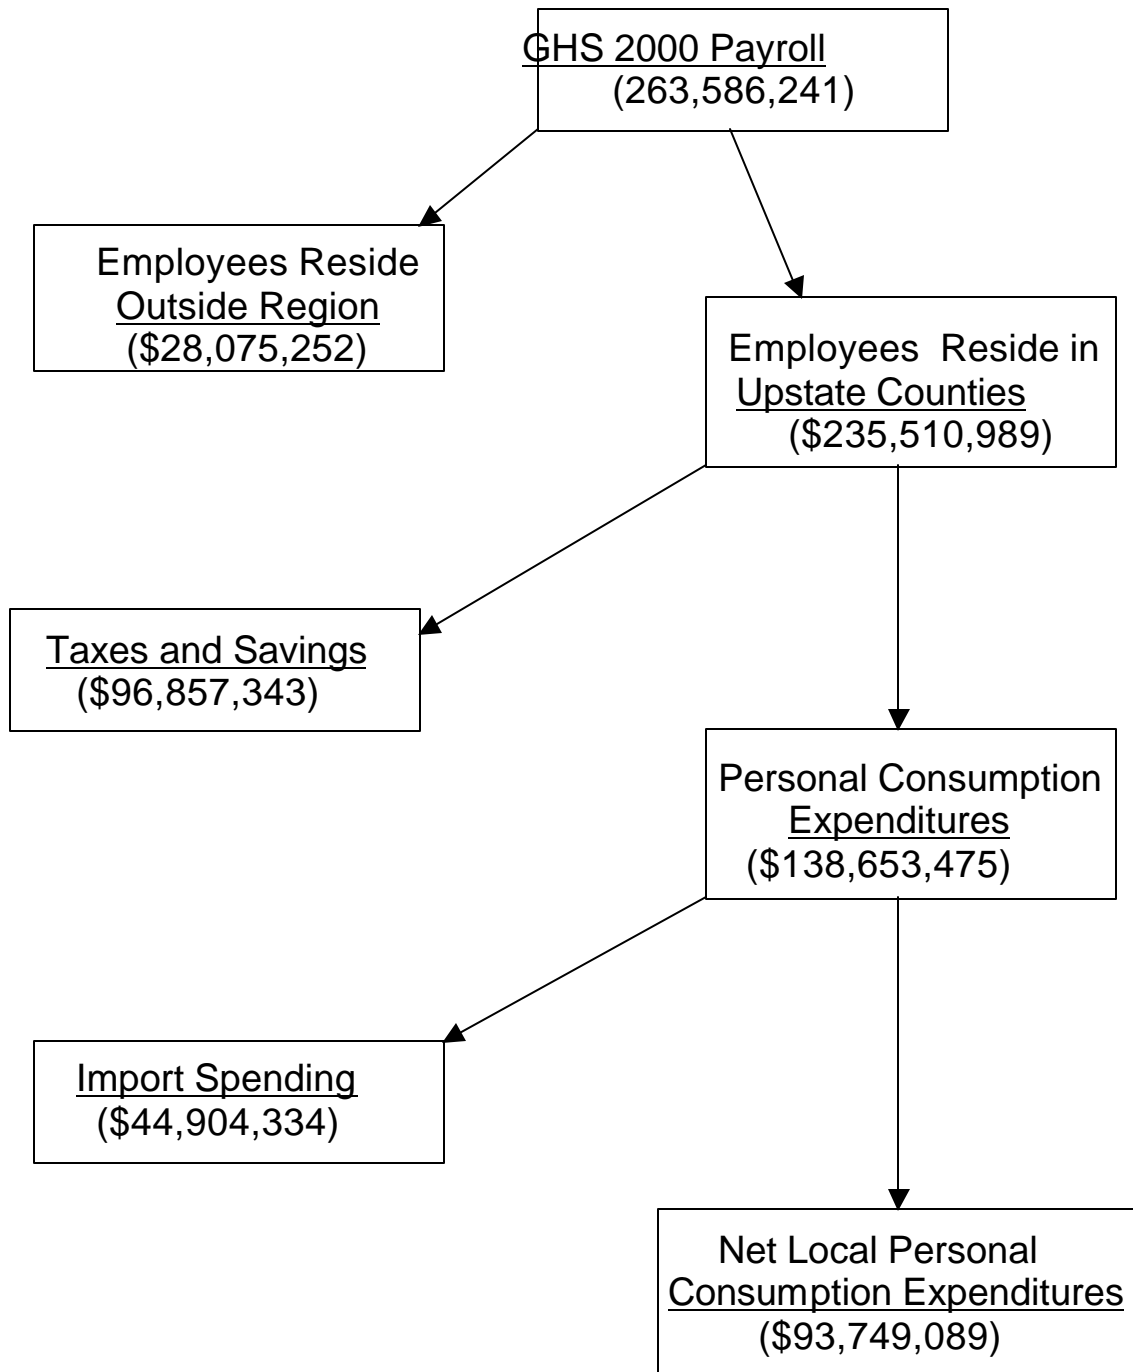 GHS 2000 Payroll
(263,586,241)
Employees Reside
Outside Region
($28,075,252)
Employees Reside in
Upstate Counties
($235,510,989)
Taxes and Savings
($96,857,343)
Personal Consumption
Expenditures
($138,653,475)
Import Spending
($44,904,334)
Net Local Personal
Consumption Expenditures
($93,749,089)